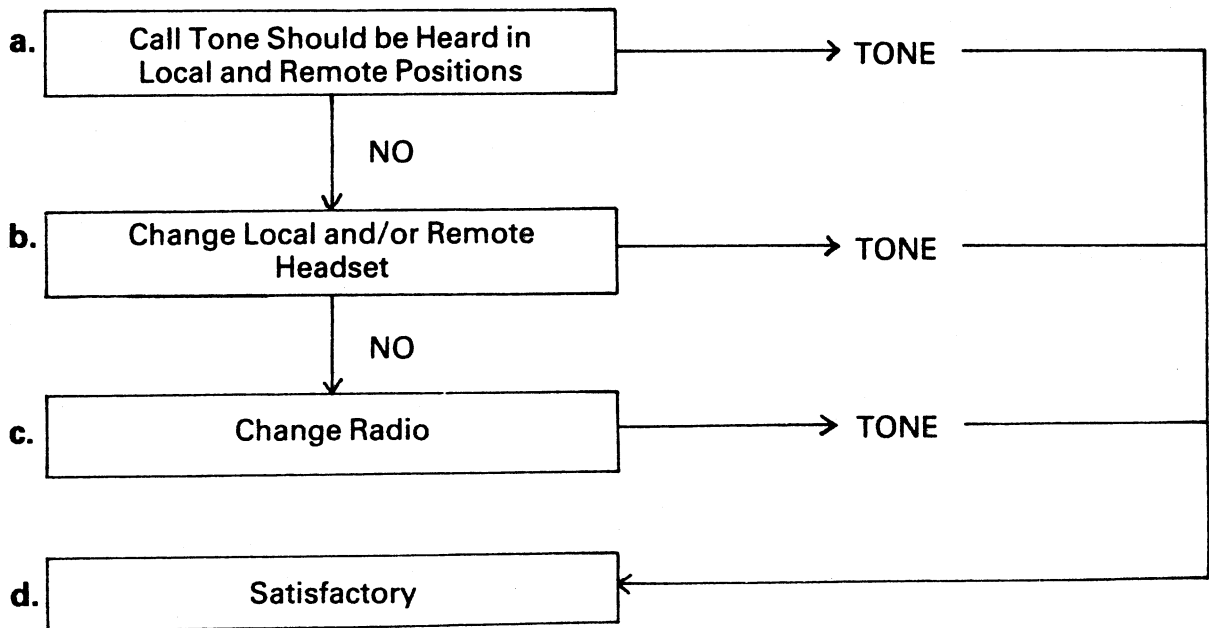 a.
Call Tone Should be Heard in
Local and Remote Positions
TONE
NO
b.
Change Local and/or Remote
Headset
TONE
NO
c.
Change Radio
TONE
d.
Satisfactory